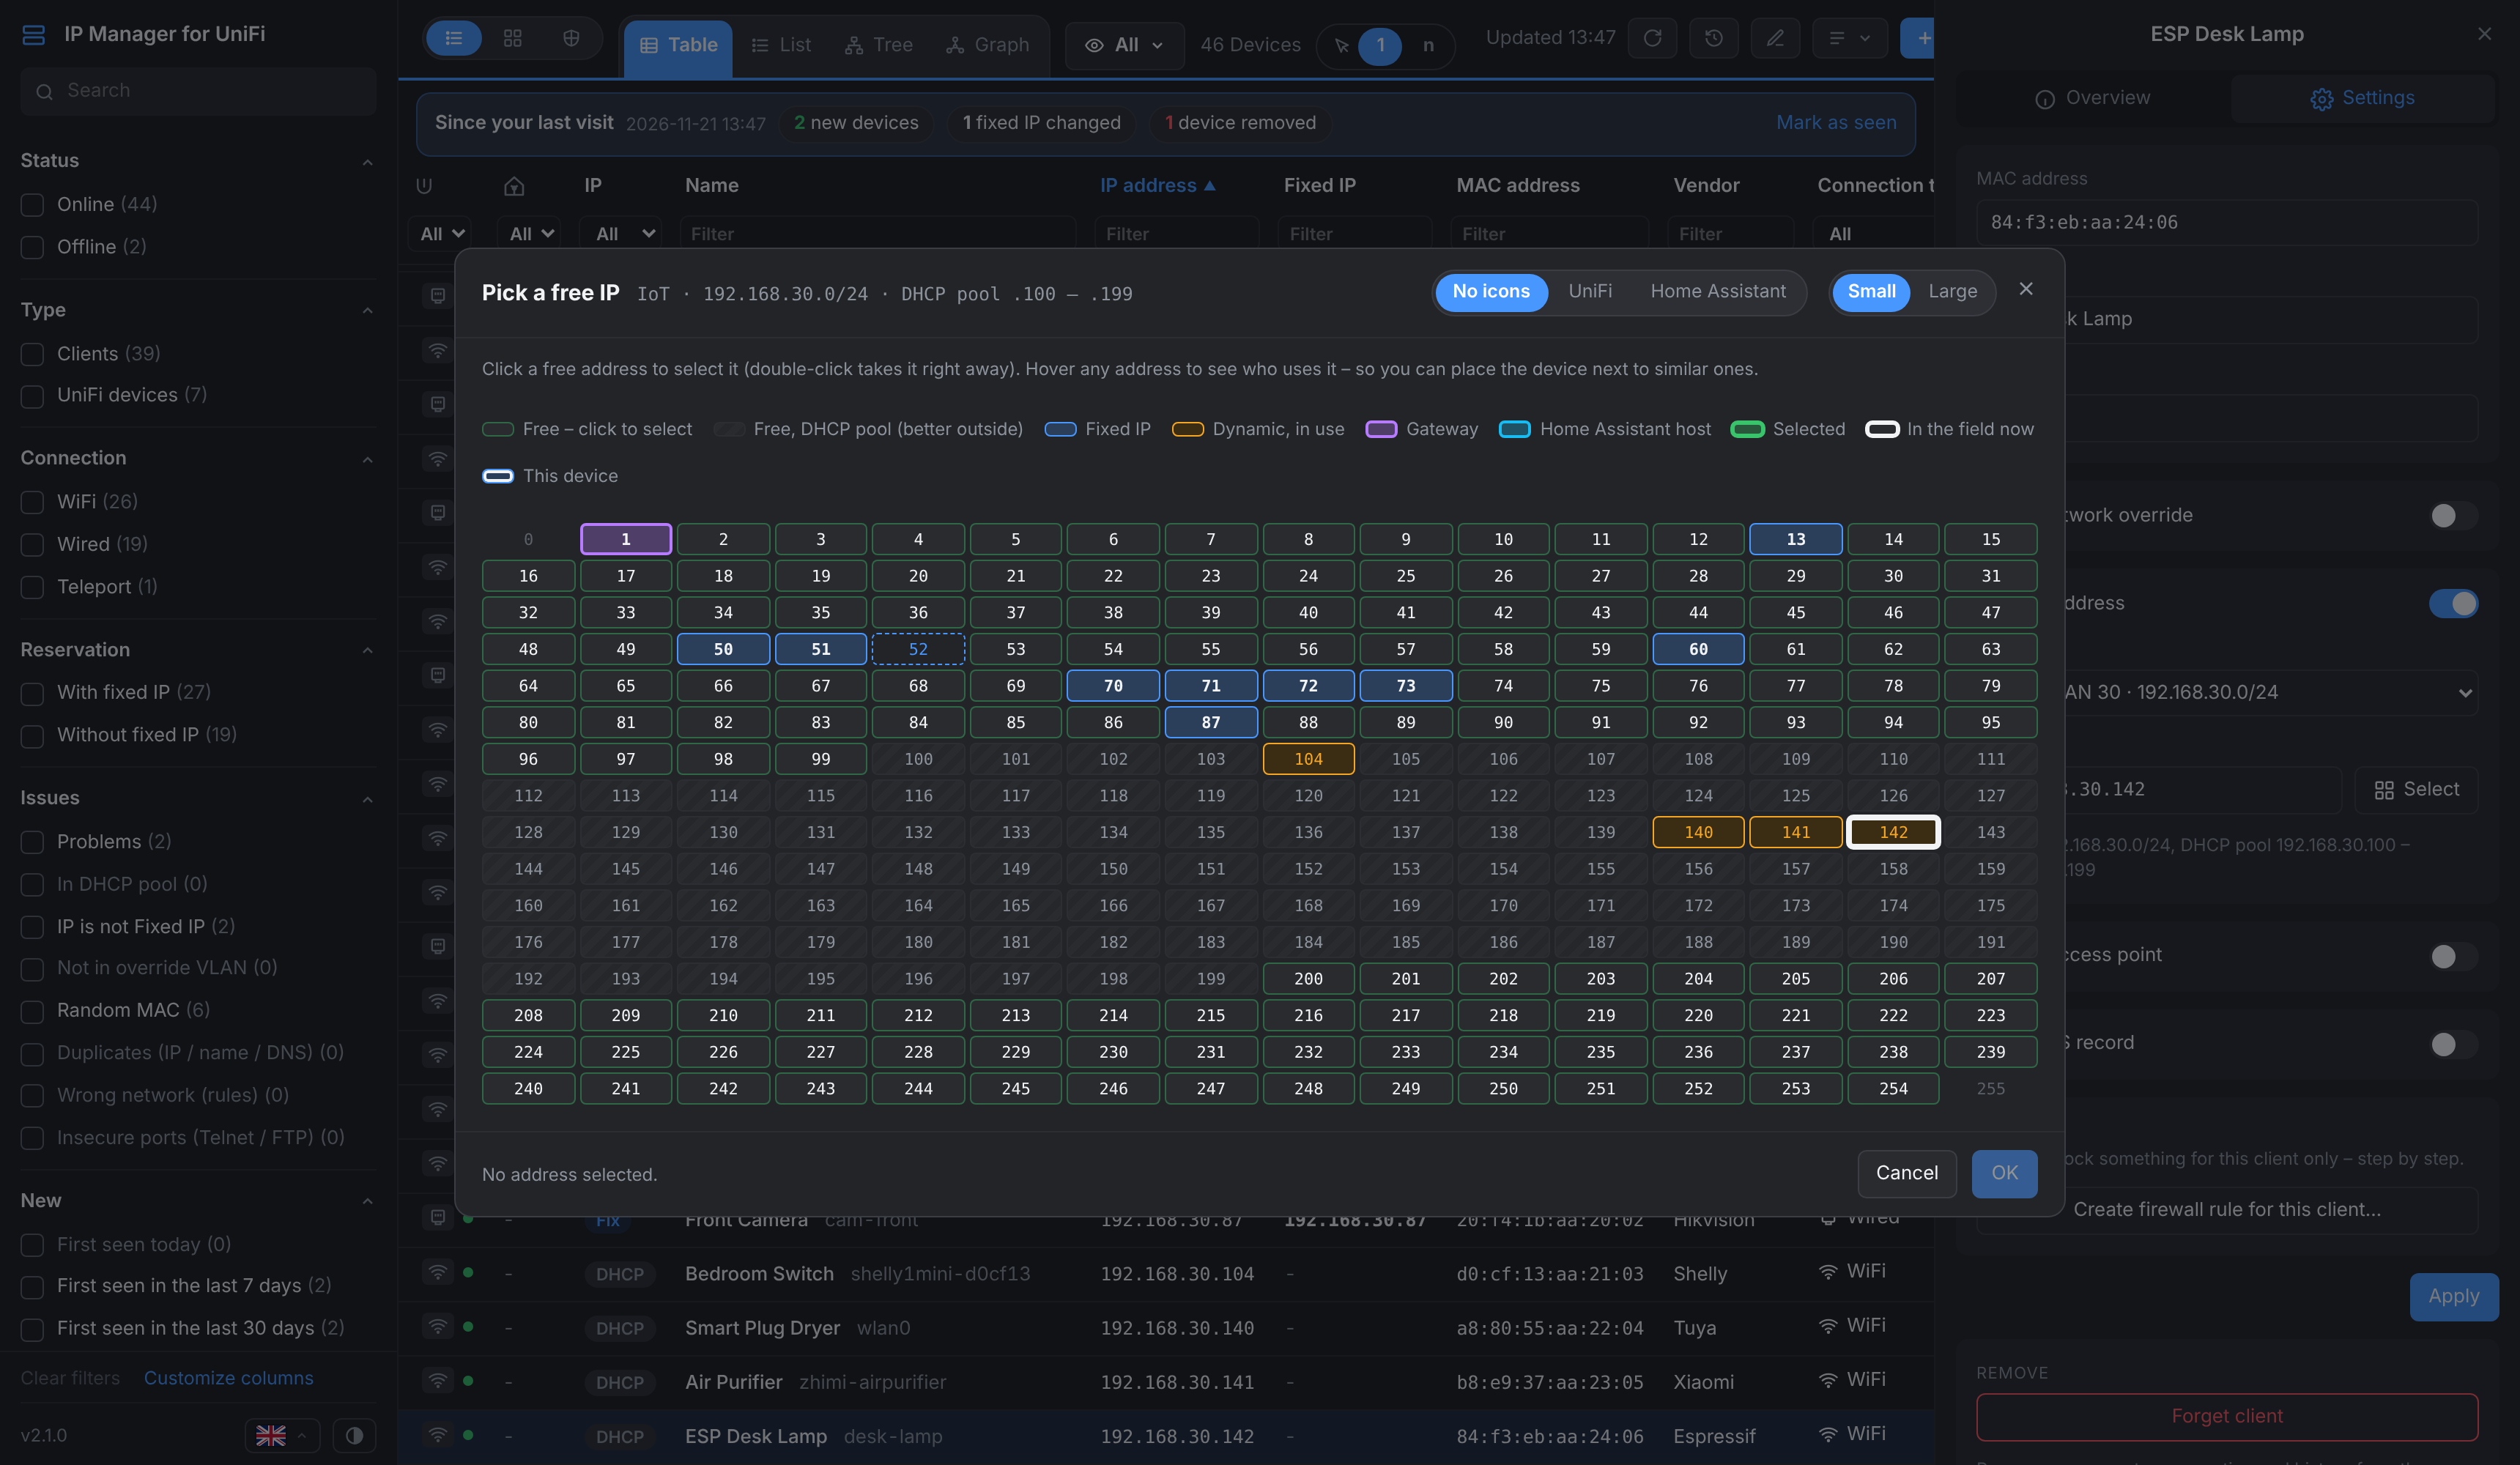 IP Manager for UniFi
Search
Status
Online (44)
Offline (2)
Type
Clients (39)
UniFi devices (7)
Connection
WiFi (26)
Wired (19)
Teleport (1)
Reservation
With fixed IP (27)
Without fixed IP (19)
Issues
Problems (2)
In DHCP pool (0)
IP is not Fixed IP (2)
Not in override VLAN (0)
Random MAC (6)
Duplicates (IP / name / DNS) (0)
Wrong network (rules) (0)
Insecure ports (Telnet / FTP) (0)
New
First seen today (0)
First seen in the last 7 days (2)
First seen in the last 30 days (2)
Clear filters Customize columns
v2.1.0
Table List Tree Graph All 46 Devices 1 n Updated 13:47
Since your last visit 2026-11-21 13:47 2 new devices 1 fixed IP changed 1 device removed Mark as seen
IP Name IP address Fixed IP MAC address Vendor Connection t
All All All Filter Filter Filter Filter Filter All
Pick a free IP IoT · 192.168.30.0/24 · DHCP pool .100 – .199 No icons UniFi Home Assistant Small Large
Click a free address to select it (double-click takes it right away). Hover any address to see who uses it – so you can place the device next to similar ones.
Free – click to select Free, DHCP pool (better outside) Fixed IP Dynamic, in use Gateway Home Assistant host Selected In the field now
This device
0 1 2 3 4 5 6 7 8 9 10 11 12 13 14 15
16 17 18 19 20 21 22 23 24 25 26 27 28 29 30 31
32 33 34 35 36 37 38 39 40 41 42 43 44 45 46 47
48 49 50 51 52 53 54 55 56 57 58 59 60 61 62 63
64 65 66 67 68 69 70 71 72 73 74 75 76 77 78 79
80 81 82 83 84 85 86 87 88 89 90 91 92 93 94 95
96 97 98 99 100 101 102 103 104 105 106 107 108 109 110 111
112 113 114 115 116 117 118 119 120 121 122 123 124 125 126 127
128 129 130 131 132 133 134 135 136 137 138 139 140 141 142 143
144 145 146 147 148 149 150 151 152 153 154 155 156 157 158 159
160 161 162 163 164 165 166 167 168 169 170 171 172 173 174 175
176 177 178 179 180 181 182 183 184 185 186 187 188 189 190 191
192 193 194 195 196 197 198 199 200 201 202 203 204 205 206 207
208 209 210 211 212 213 214 215 216 217 218 219 220 221 222 223
224 225 226 227 228 229 230 231 232 233 234 235 236 237 238 239
240 241 242 243 244 245 246 247 248 249 250 251 252 253 254 255
No address selected. Cancel OK
- Fix Front Camera cam-front 192.168.30.87 192.168.30.87 20:f4:1b:aa:20:02 Hikvision Wired
- DHCP Bedroom Switch shelly1mini-d0cf13 192.168.30.104 - d0:cf:13:aa:21:03 Shelly WiFi
- DHCP Smart Plug Dryer wlan0 192.168.30.140 - a8:80:55:aa:22:04 Tuya WiFi
- DHCP Air Purifier zhimi-airpurifier 192.168.30.141 - b8:e9:37:aa:23:05 Xiaomi WiFi
- DHCP ESP Desk Lamp desk-lamp 192.168.30.142 - 84:f3:eb:aa:24:06 Espressif WiFi
ESP Desk Lamp
Overview Settings
MAC address
84:f3:eb:aa:24:06
k Lamp
work override
ddress
AN 30 · 192.168.30.0/24
.30.142 Select
.30.0/24, DHCP pool 192.168.30.100 –
199
ccess point
S record
ock something for this client only – step by step.
Create firewall rule for this client...
Apply
REMOVE
Forget client